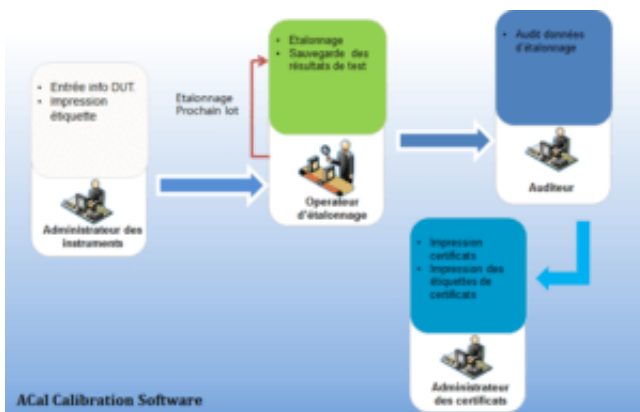 • Entrée info DUT.
• Impression
étiquette
Administrateur des
instruments
Etalonnage
Prochain lot
• Etalonnage
• Sauvegarde des
résultats de test
Operateur
d'étalonnage
• Audit données
d'étalonnage
Auditeur
• Impression
certificats
• Impression des
étiquettes de
certificats
Administrateur
des certificats
ACal Calibration Software